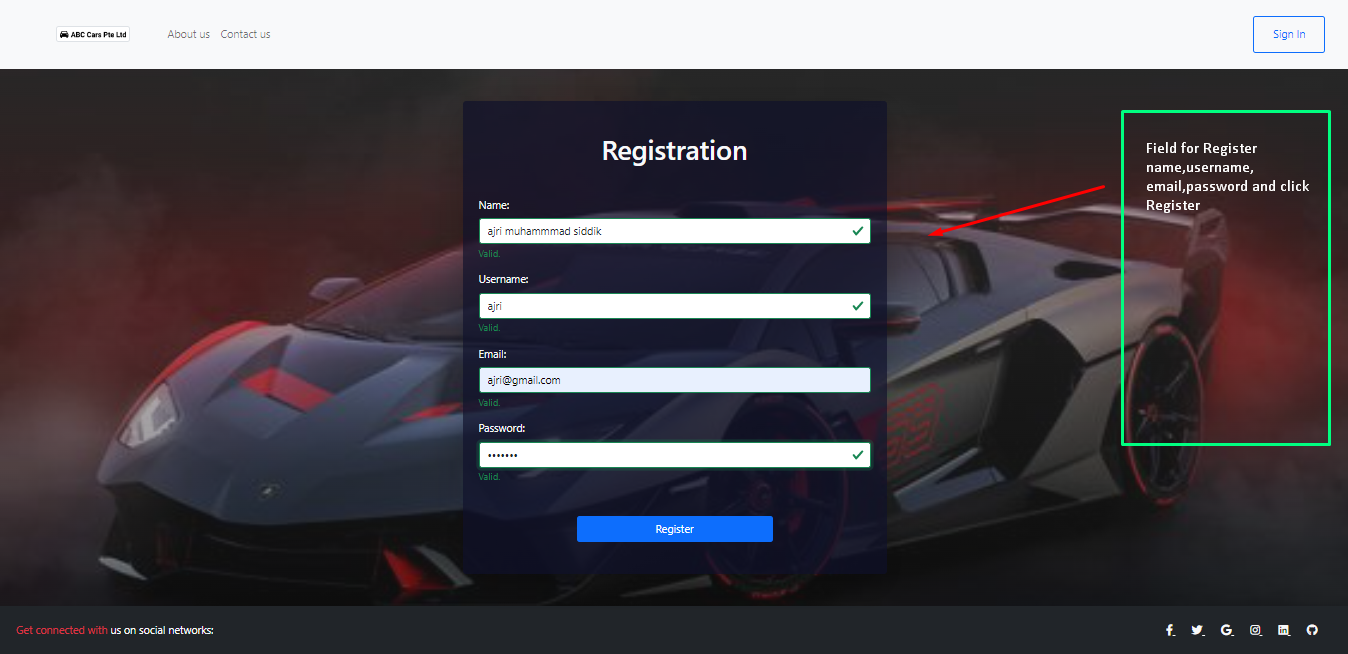 ABC Cars Pte Ltd
About us
Contact us
Sign In
Registration
Name:
ajri muhammmad siddik
Valid.
Username:
ajri
Valid.
Email:
ajri@gmail.com
Valid.
Password:
•••••••
Valid.
Register
Field for Register
name,username,
email,password and click
Register
Get connected with us on social networks: